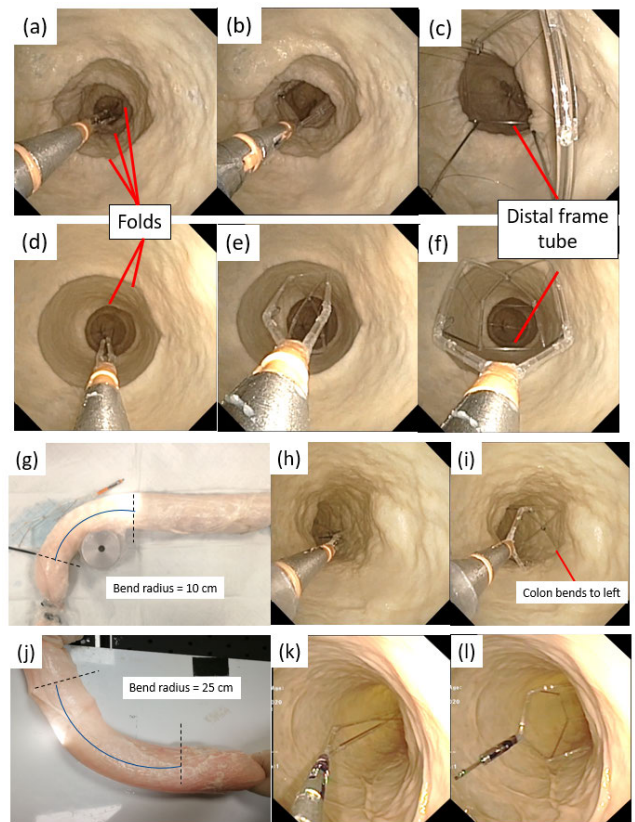 (a)
(b)
(c)
Folds
Distal frame
tube
(d)
(e)
(f)
(g)
Bend radius = 10 cm
(h)
(i)
Colon bends to left
(j)
Bend radius = 25 cm
(k)
(l)